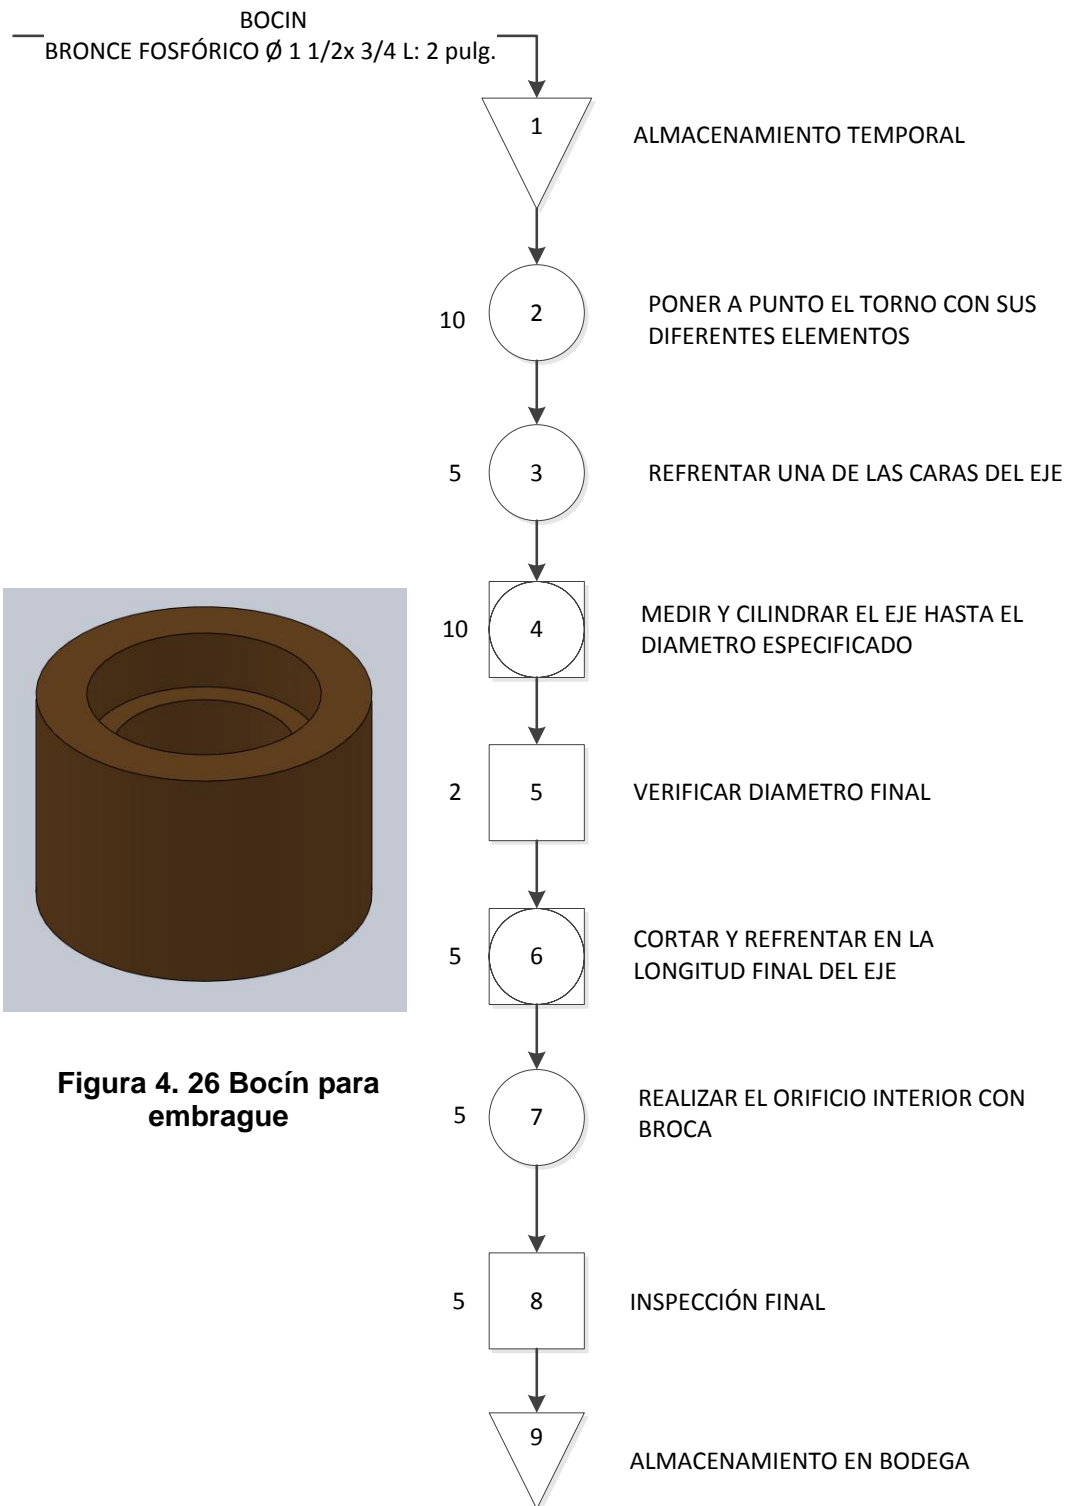 BOCIN
BRONCE FOSFÓRICO Ø 1 1/2x 3/4 L: 2 pulg.
1
ALMACENAMIENTO TEMPORAL
10
2
PONER A PUNTO EL TORNO CON SUS
DIFERENTES ELEMENTOS
5
3
REFRENTAR UNA DE LAS CARAS DEL EJE
10
4
MEDIR Y CILINDRAR EL EJE HASTA EL
DIAMETRO ESPECIFICADO
2
5
VERIFICAR DIAMETRO FINAL
5
6
CORTAR Y REFRENTAR EN LA
LONGITUD FINAL DEL EJE
Figura 4. 26 Bocín para
embrague
5
7
REALIZAR EL ORIFICIO INTERIOR CON
BROCA
5
8
INSPECCIÓN FINAL
9
ALMACENAMIENTO EN BODEGA